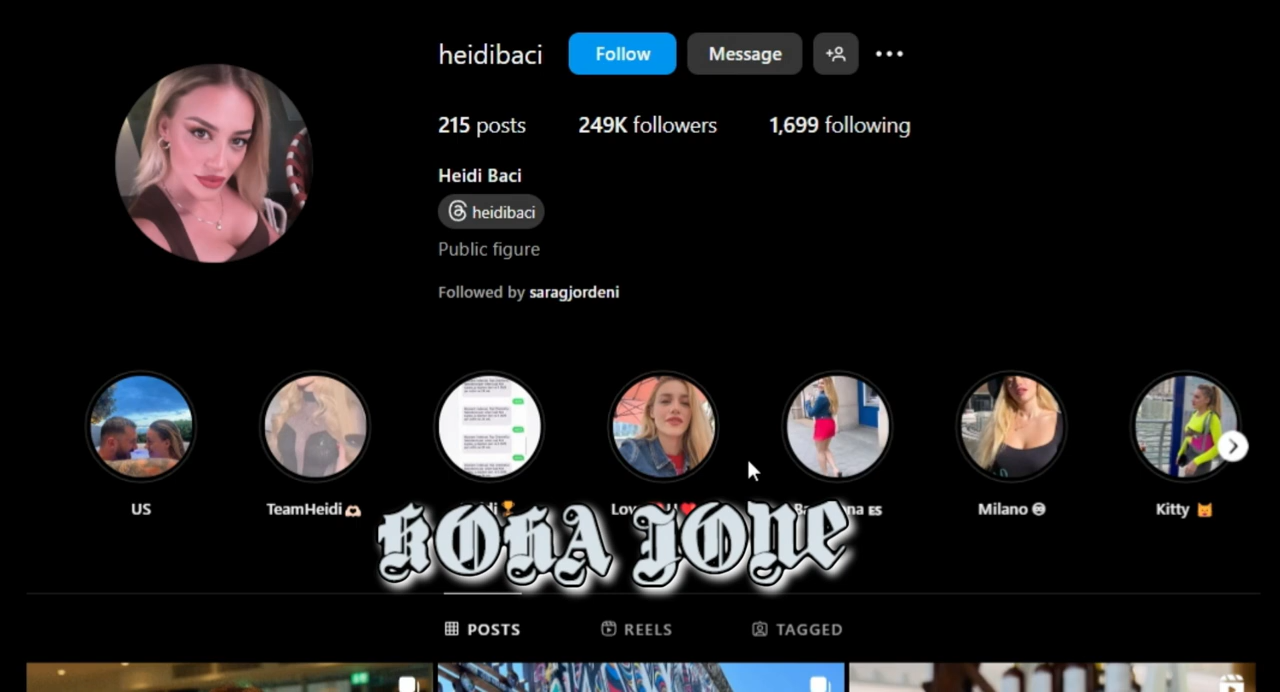 heidibaci Follow Message
215 posts 249K followers 1,699 following
Heidi Baci
heidibaci
Public figure
Followed by saragjordeni
US TeamHeidi Milano Kitty
KOKA JONE
POSTS REELS TAGGED